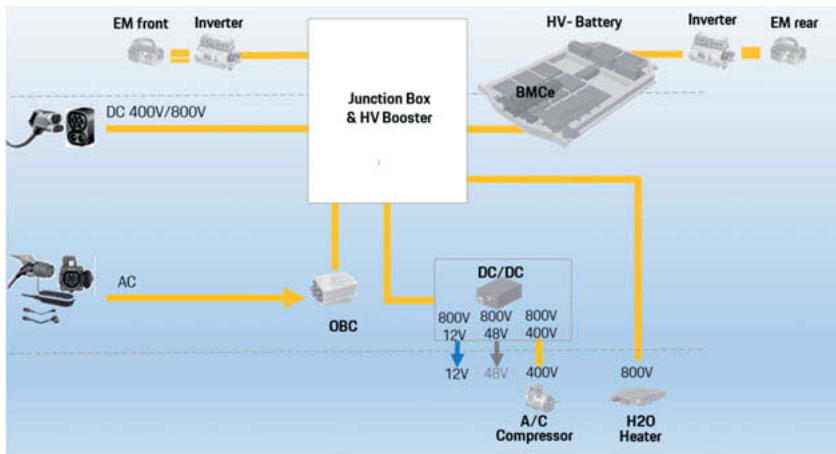 EM front
Inverter
HV-Battery
Inverter
EM rear
Junction Box
& HV Booster
BMCe
DC 400V/800V
AC
OBC
DC/DC
800V 800V 800V
12V 48V 400V
12V 48V 400V
800V
A/C
Compressor
H2O
Heater